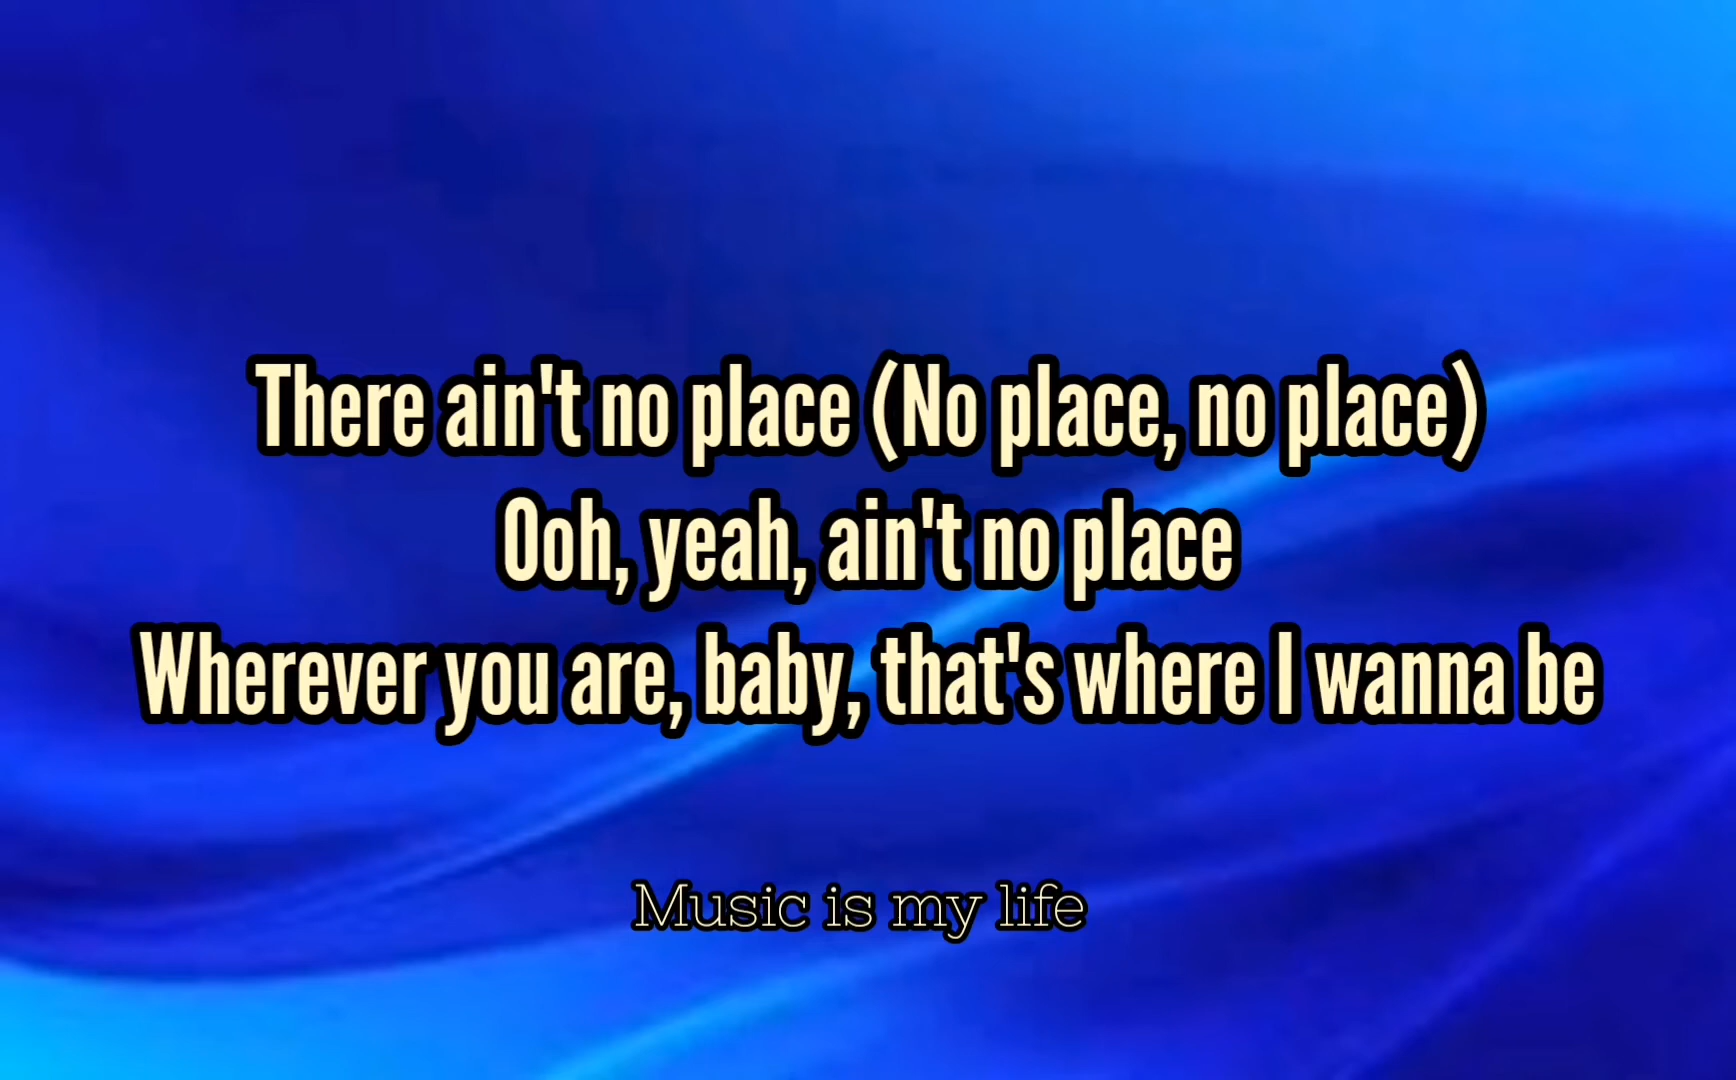 There ain't no place (No place, no place)
Ooh, yeah, ain't no place
Wherever you are, baby, that's where I wanna be
Music is my life